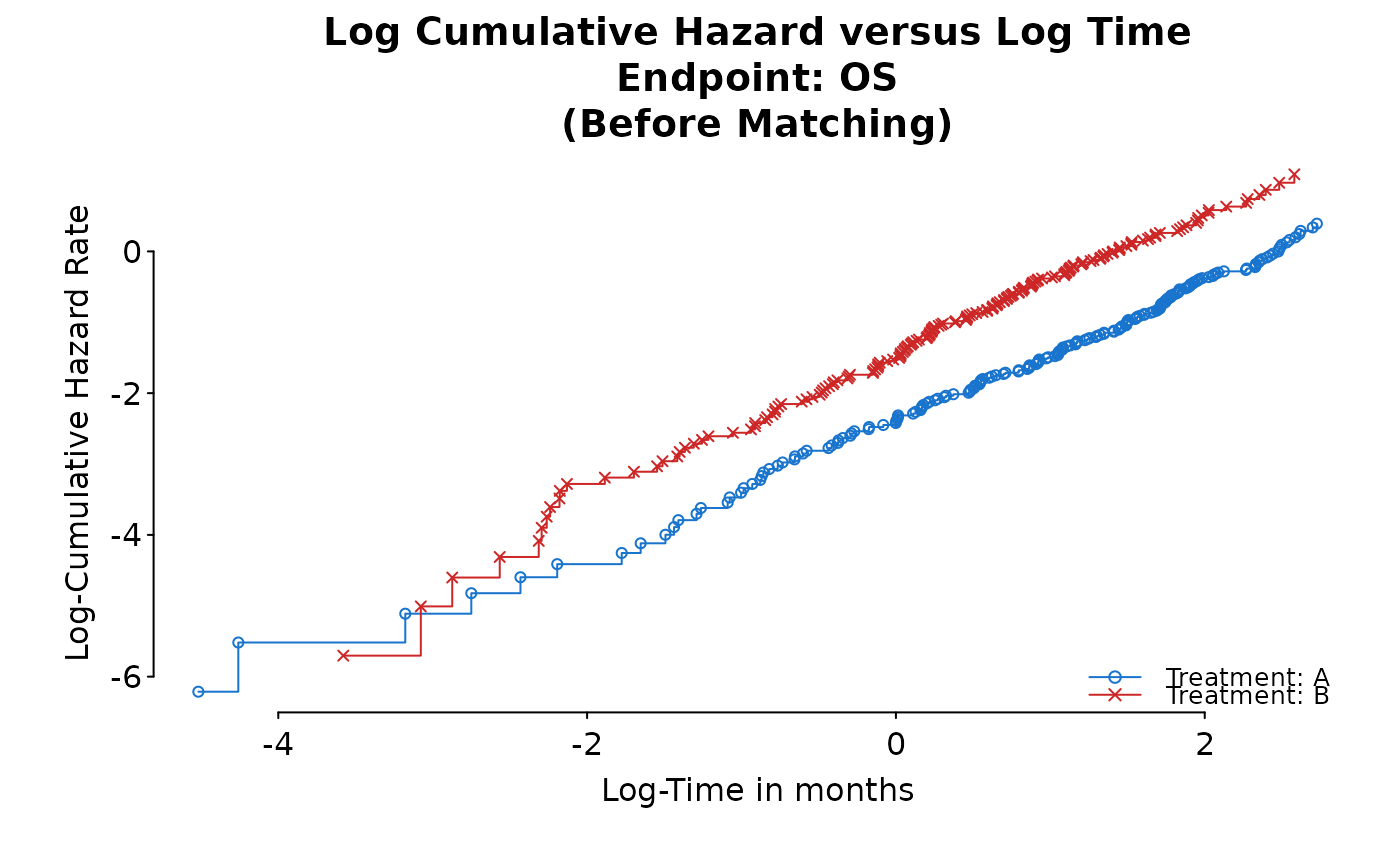 Log Cumulative Hazard versus Log Time
Endpoint: OS
(Before Matching)
Log-Cumulative Hazard Rate
0
-2
-4
-6
Treatment: A
Treatment: B
-4
-2
0
2
Log-Time in months